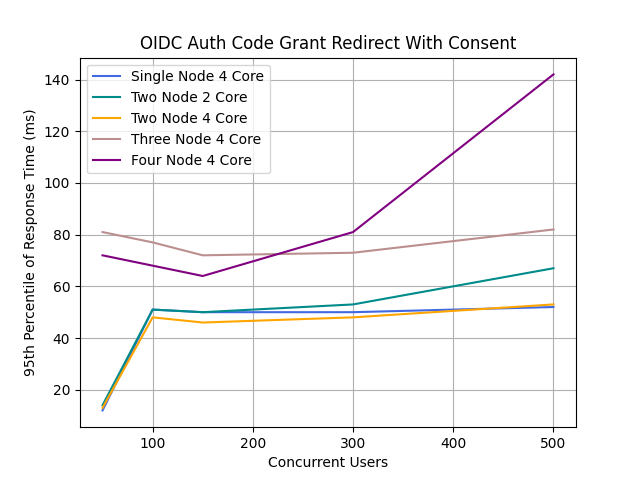 OIDC Auth Code Grant Redirect With Consent
Single Node 4 Core
Two Node 2 Core
Two Node 4 Core
Three Node 4 Core
Four Node 4 Core
95th Percentile of Response Time (ms)
140
120
100
80
60
40
20
100 200 300 400 500
Concurrent Users